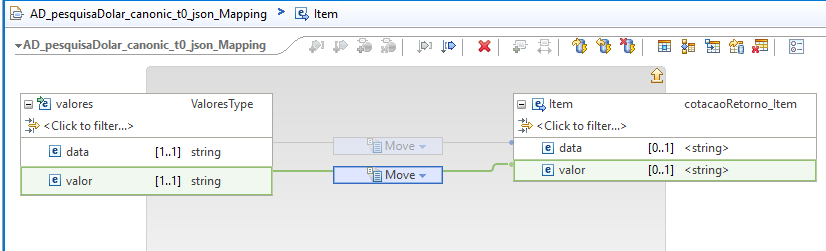 AD_pesquisaDolar_canonic_t0_json_Mapping > Item
AD_pesquisaDolar_canonic_t0_json_Mapping
valores ValoresType
<Click to filter...>
data [1..1] string
valor [1..1] string
Move
Move
Item cotacaoRetorno_Item
<Click to filter...>
data [0..1] <string>
valor [0..1] <string>